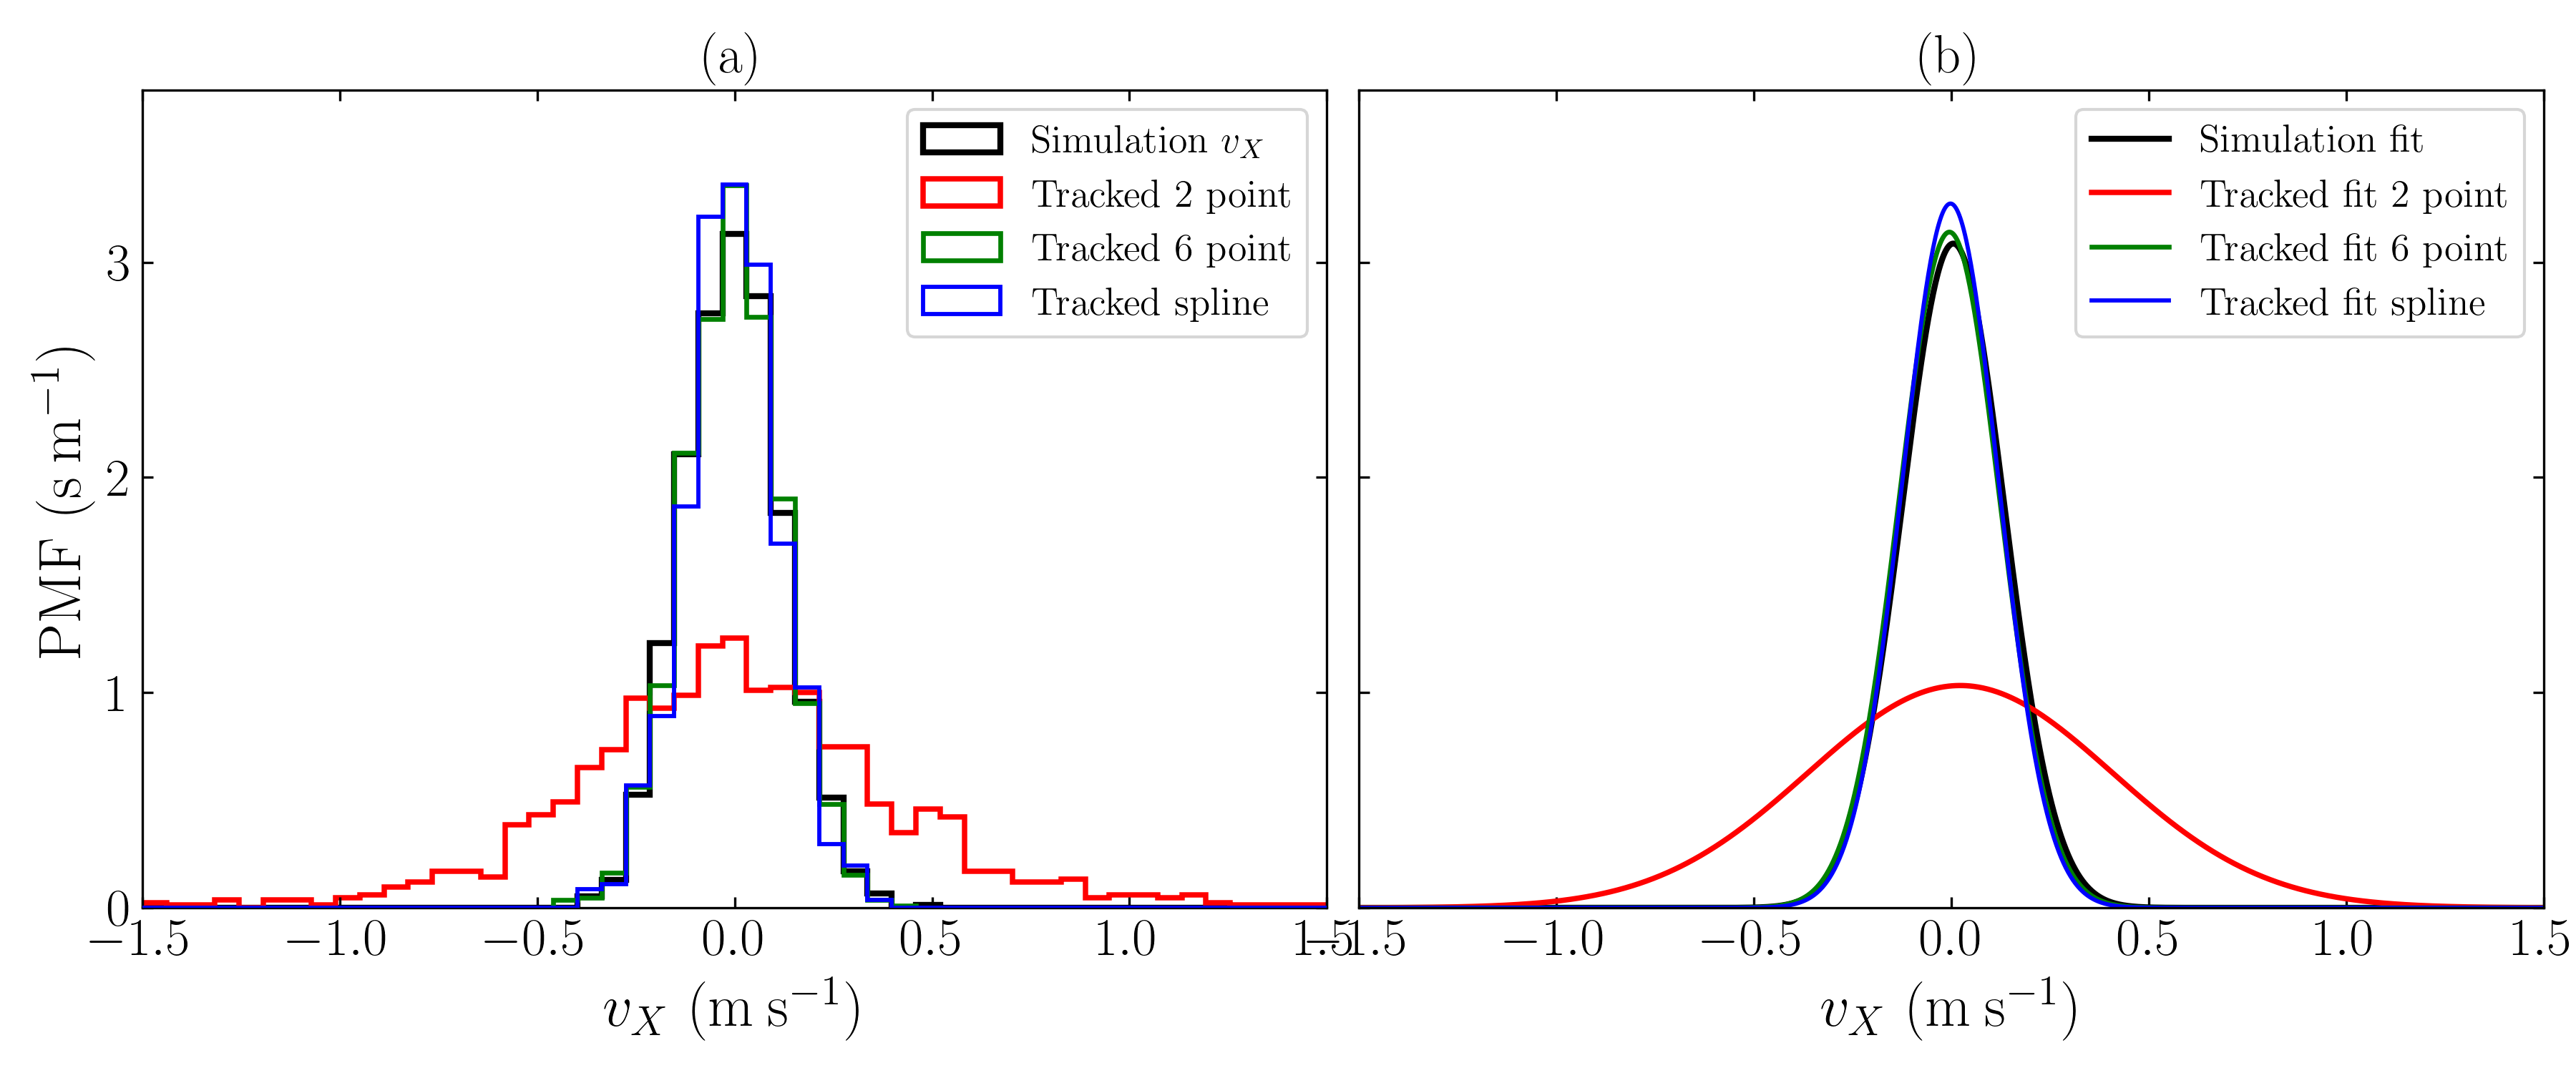 (a)
Simulation v_X
Tracked 2 point
Tracked 6 point
Tracked spline
PMF (s m⁻¹)
3
2
1
0
−1.5 −1.0 −0.5 0.0 0.5 1.0 1.5
v_X (m s⁻¹)
(b)
Simulation fit
Tracked fit 2 point
Tracked fit 6 point
Tracked fit spline
−1.5 −1.0 −0.5 0.0 0.5 1.0 1.5
v_X (m s⁻¹)